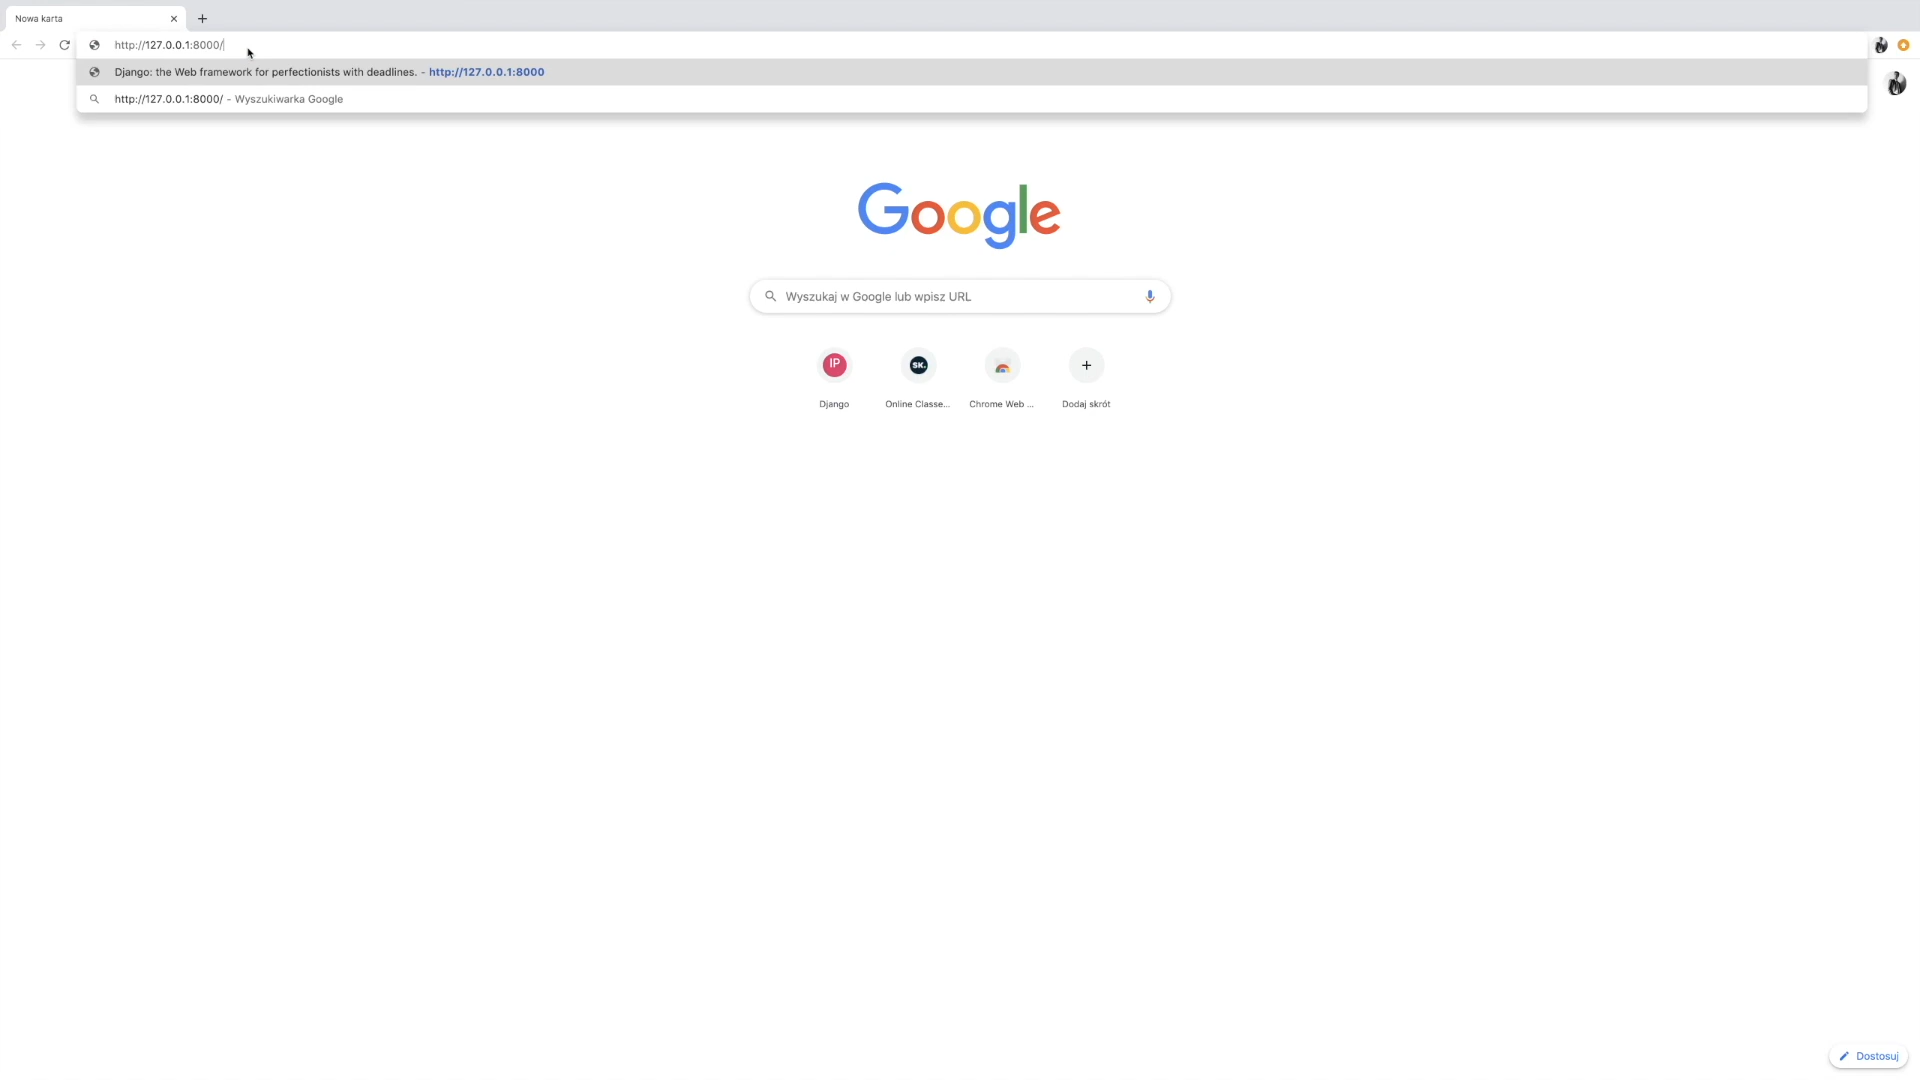 Nowa karta
http://127.0.0.1:8000/
Django: the Web framework for perfectionists with deadlines. - http://127.0.0.1:8000
http://127.0.0.1:8000/ - Wyszukiwarka Google
Google
Wyszukaj w Google lub wpisz URL
IP
SK.
Django
Online Classe...
Chrome Web ...
Dodaj skrót
Dostosuj